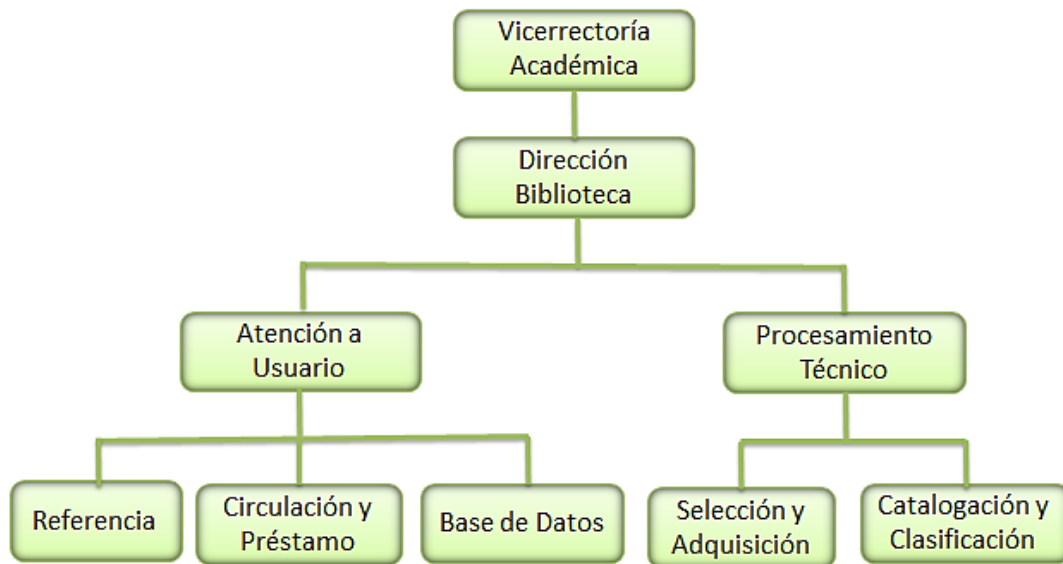 Vicerrectoría
Académica
Dirección
Biblioteca
Atención a
Usuario
Procesamiento
Técnico
Referencia
Circulación y
Préstamo
Base de Datos
Selección y
Adquisición
Catalogación y
Clasificación